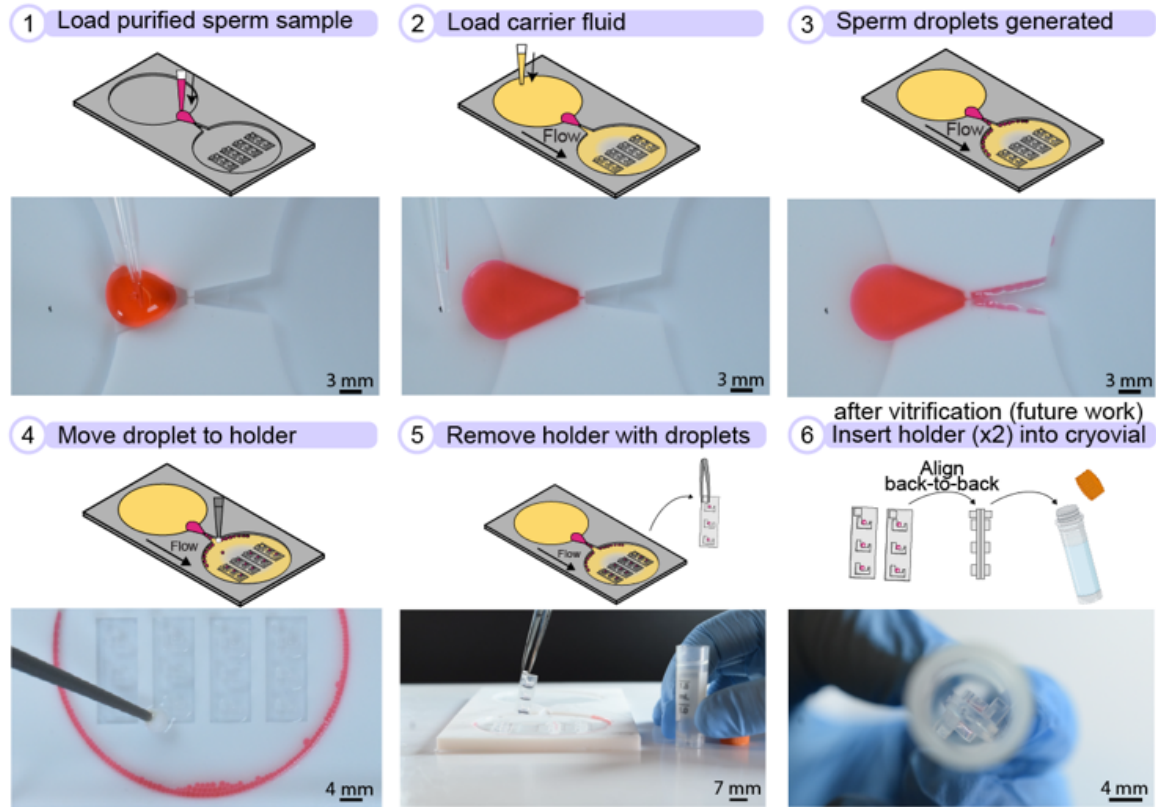 1 Load purified sperm sample
2 Load carrier fluid
3 Sperm droplets generated
Flow
Flow
3 mm
3 mm
3 mm
4 Move droplet to holder
5 Remove holder with droplets
after vitrification (future work)
6 Insert holder (x2) into cryovial
Align
back-to-back
Flow
Flow
4 mm
7 mm
4 mm